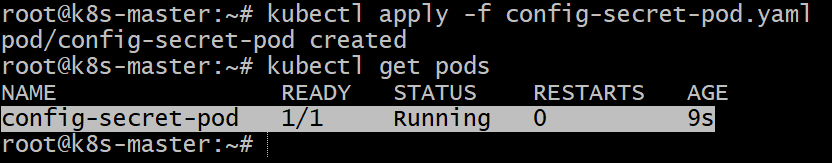 root@k8s-master:~# kubectl apply -f config-secret-pod.yaml
pod/config-secret-pod created
root@k8s-master:~# kubectl get pods
NAME                READY   STATUS    RESTARTS   AGE
config-secret-pod   1/1     Running   0          9s
root@k8s-master:~#